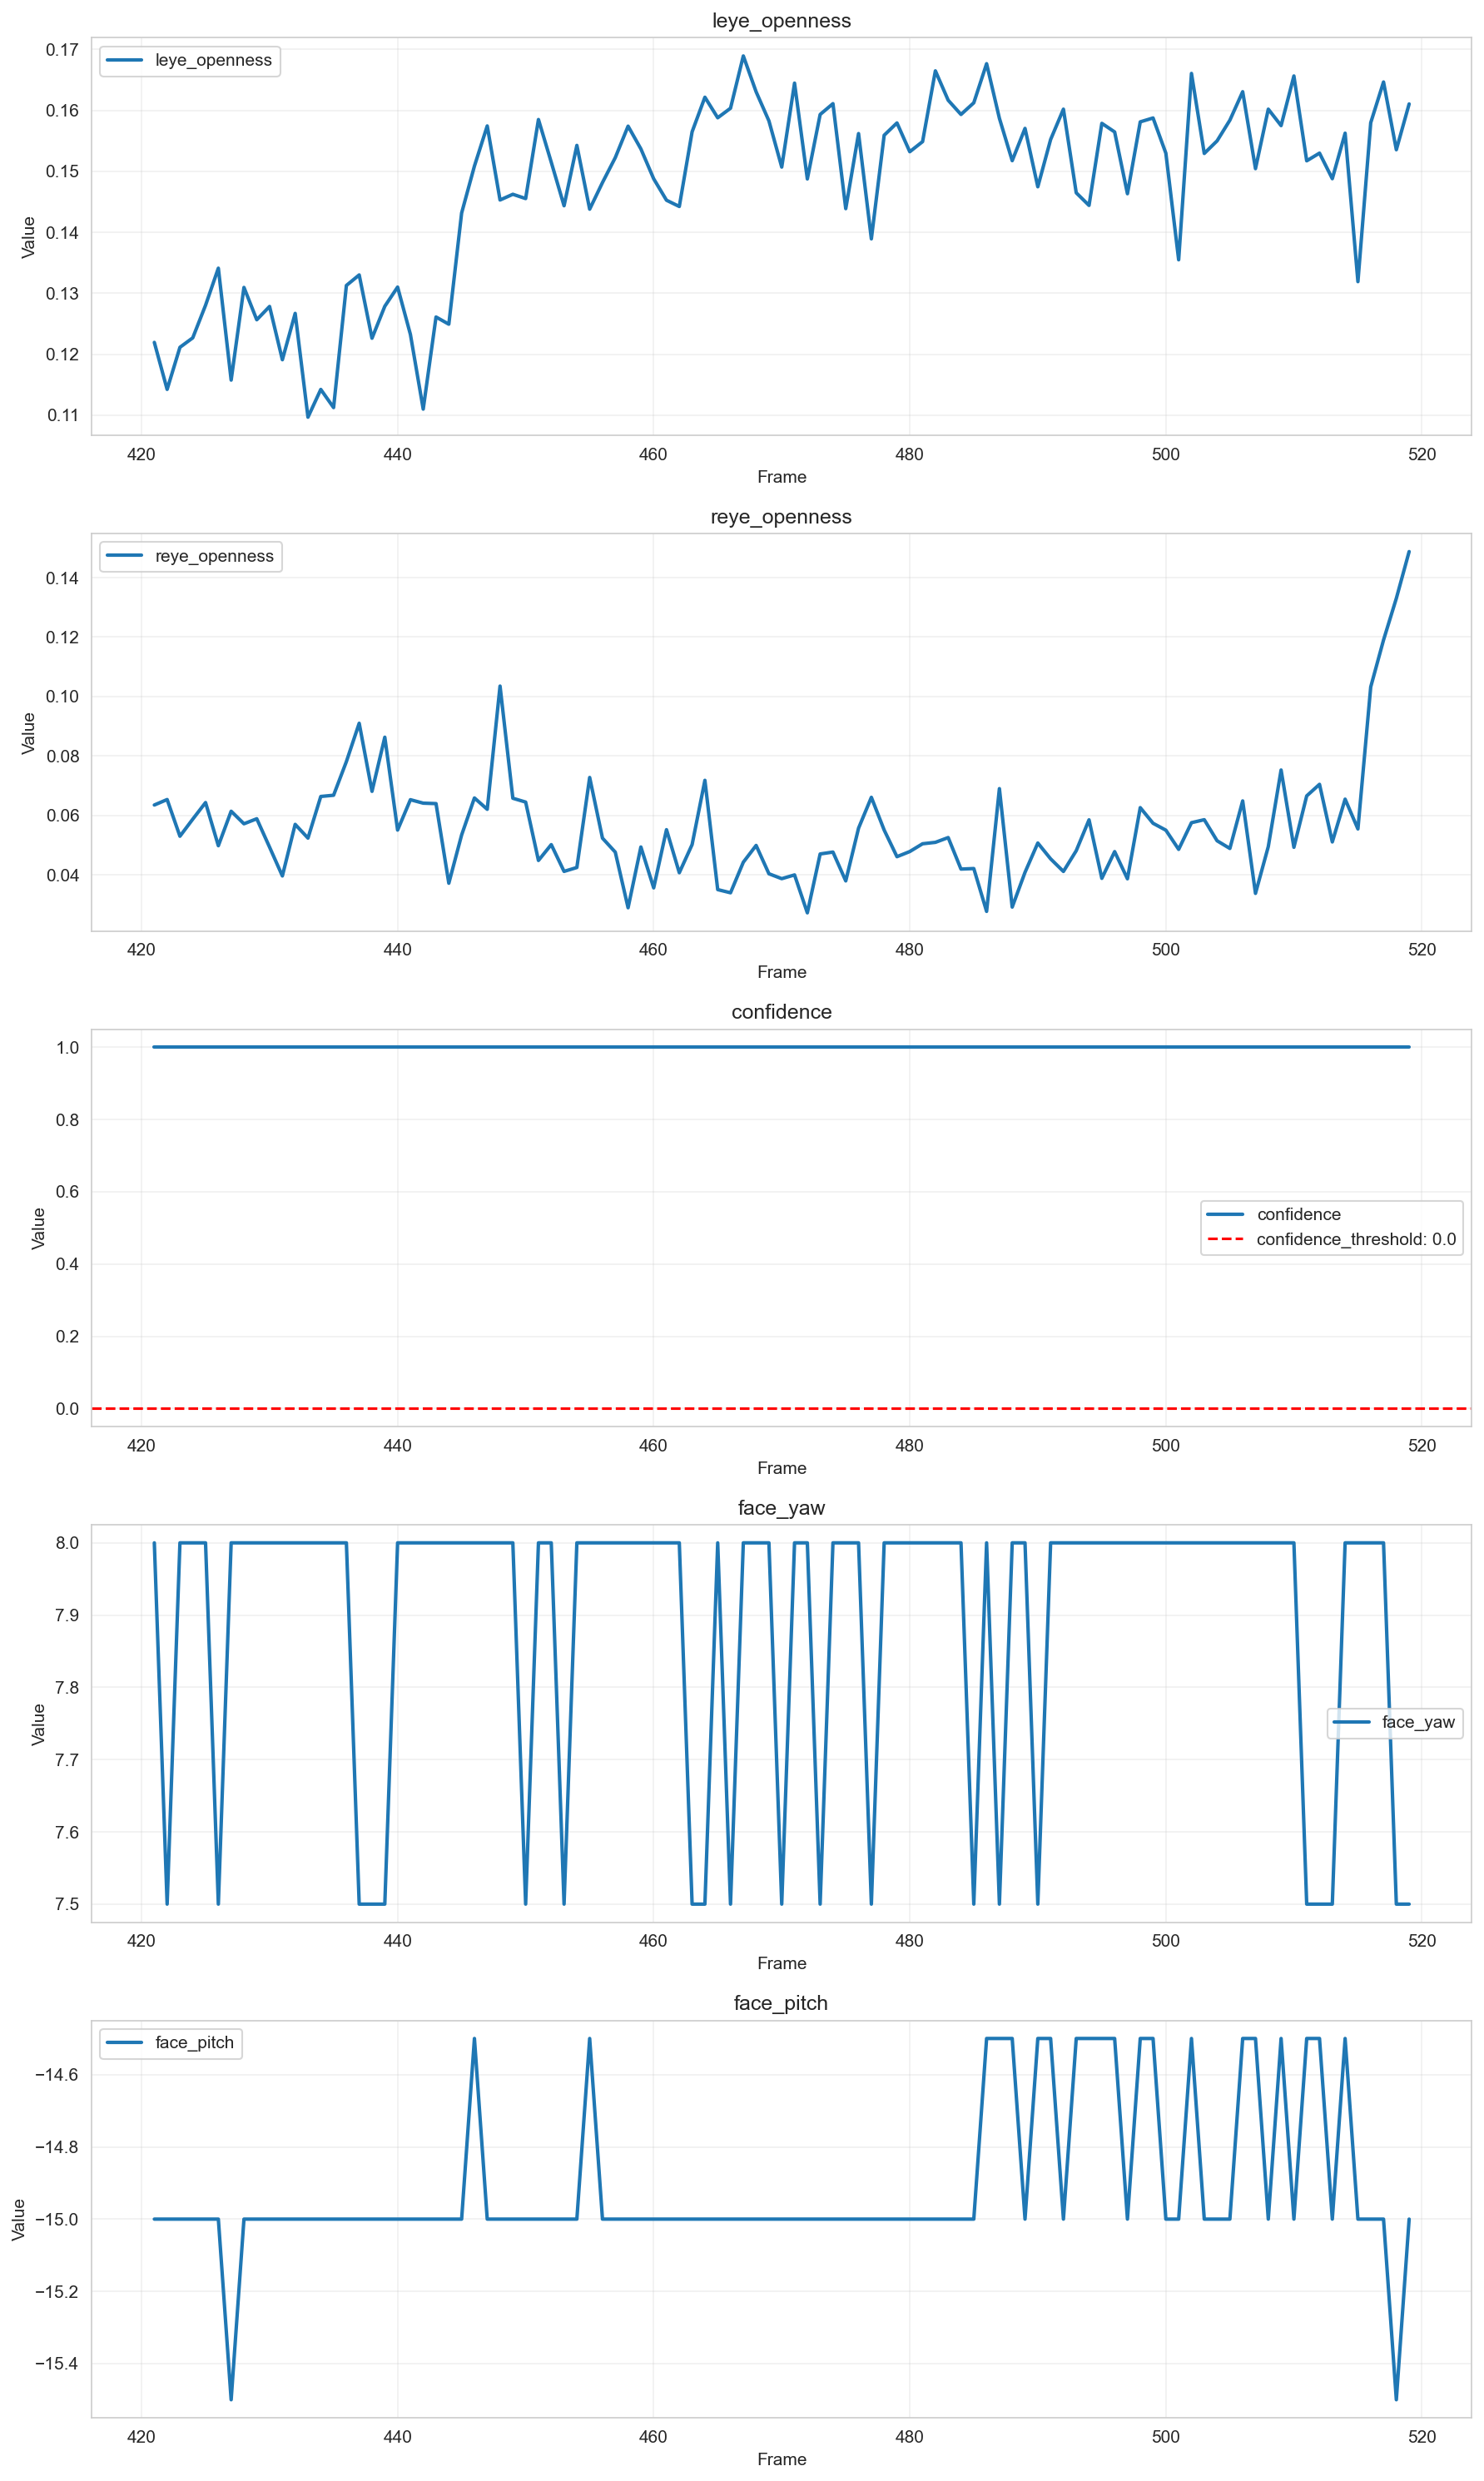 leye_openness
leye_openness
0.17
0.16
0.15
0.14
0.13
0.12
0.11
Value
420 440 460 480 500 520
Frame
reye_openness
reye_openness
0.14
0.12
0.10
0.08
0.06
0.04
Value
420 440 460 480 500 520
Frame
confidence
1.0
0.8
0.6
0.4
0.2
0.0
Value
confidence
confidence_threshold: 0.0
420 440 460 480 500 520
Frame
face_yaw
8.0
7.9
7.8
7.7
7.6
7.5
Value
face_yaw
420 440 460 480 500 520
Frame
face_pitch
face_pitch
−14.6
−14.8
−15.0
−15.2
−15.4
Value
420 440 460 480 500 520
Frame